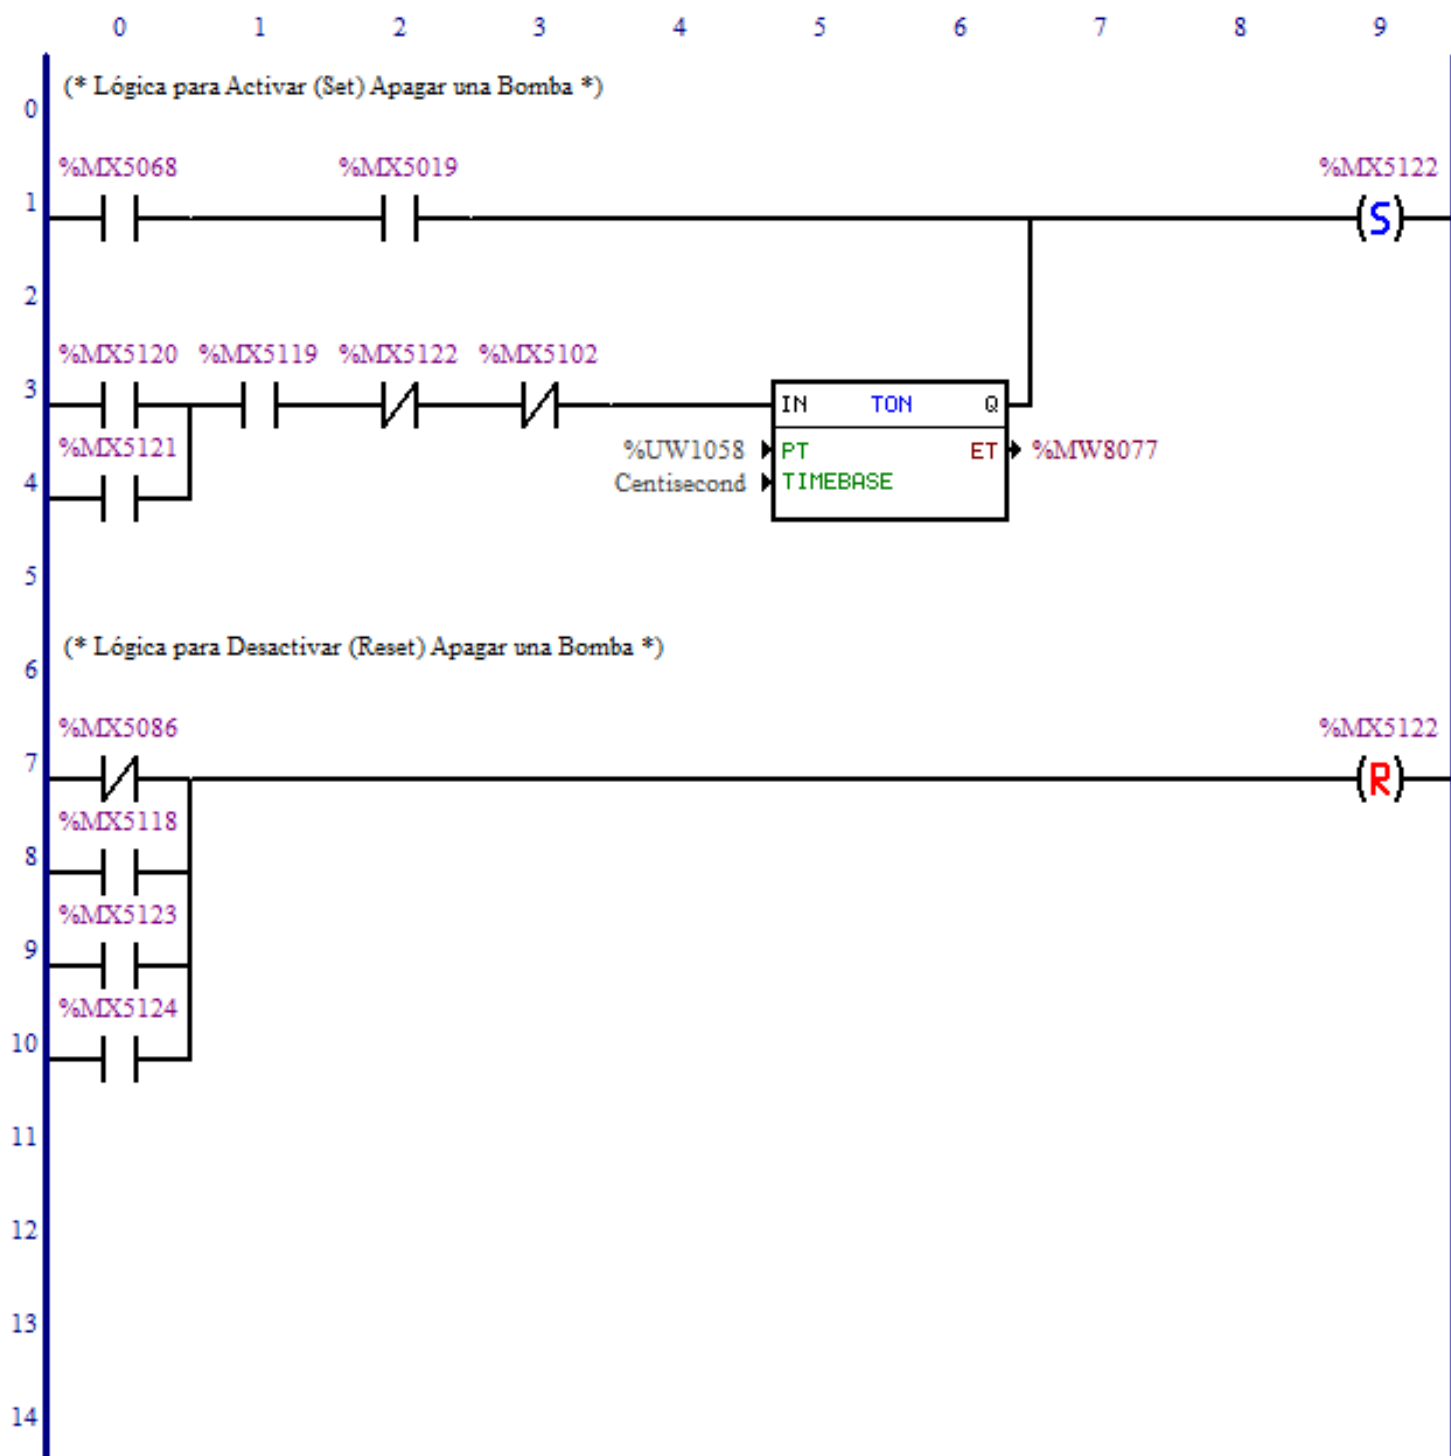 0 1 2 3 4 5 6 7 8 9
(* Lógica para Activar (Set) Apagar una Bomba *)
0
%MX5068 %MX5019 %MX5122
1 (S)
2
%MX5120 %MX5119 %MX5122 %MX5102
3 IN TON Q
%MX5121 %UW1058 PT ET %MW8077
4 Centisecond TIMEBASE
5
(* Lógica para Desactivar (Reset) Apagar una Bomba *)
6
%MX5086 %MX5122
7 (R)
%MX5118
8
%MX5123
9
%MX5124
10
11
12
13
14